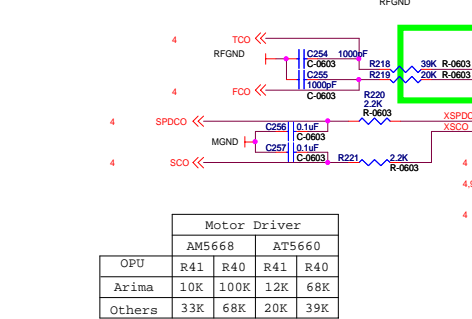 RFGND
4 TCO
RFGND
C254 1000pF
C-0603
R218 39K R-0603
C255
R219 20K R-0603
1000pF
4 FCO
C-0603
R220
2.2K
R-0603
4 SPDCO
XSPDC
C256 0.1uF
XSCO
C-0603
MGND
C257 0.1uF
4 SCO
C-0603
R221 2.2K
R-0603
4
4,9
4
Motor Driver
AM5668 AT5660
OPU R41 R40 R41 R40
Arima 10K 100K 12K 68K
Others 33K 68K 20K 39K